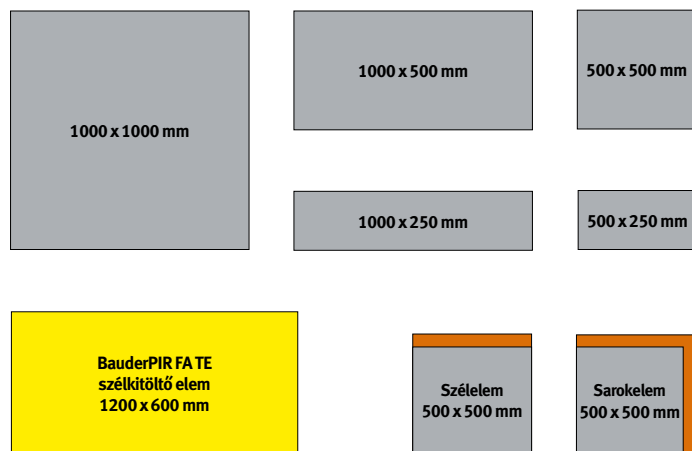 1000 x 1000 mm
1000 x 500 mm
500 x 500 mm
1000 x 250 mm
500 x 250 mm
BauderPIR FA TE
szélkitöltő elem
1200 x 600 mm
Szélelem
500 x 500 mm
Sarokelem
500 x 500 mm